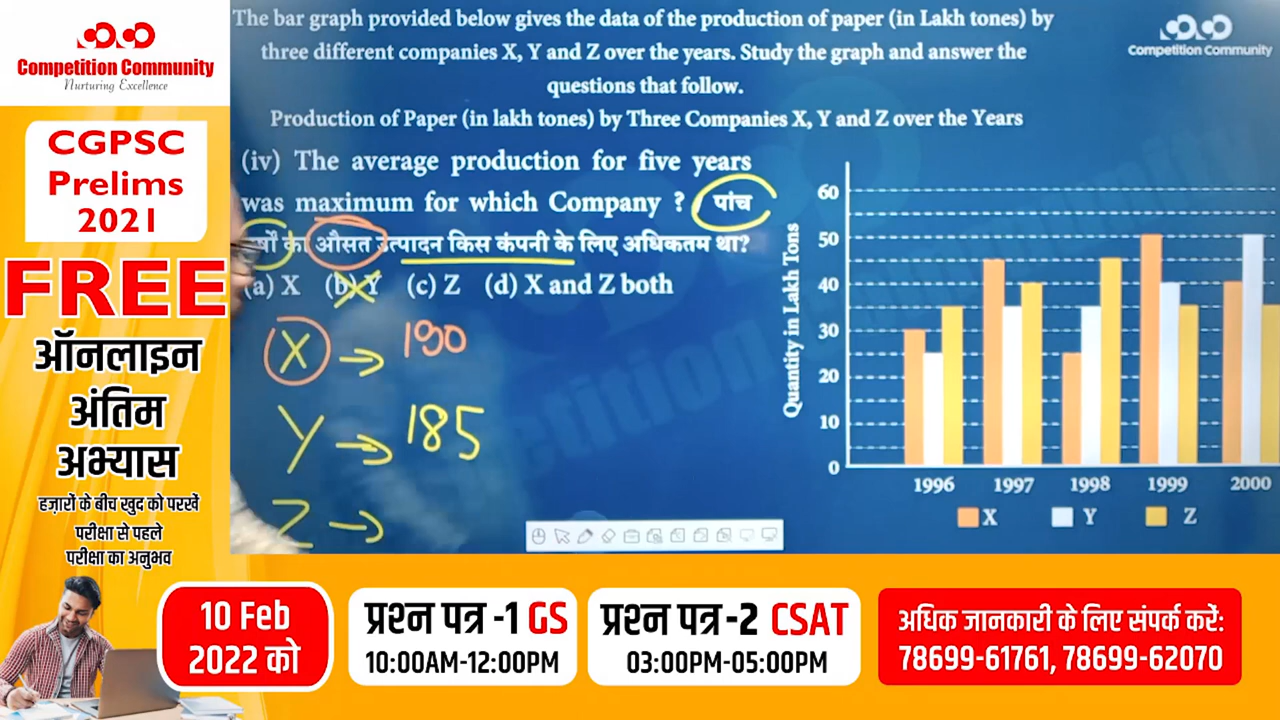 Competition Community
Nurturing Excellence
CGPSC
Prelims
2021
FREE
ऑनलाइन
अंतिम
अभ्यास
हज़ारों के बीच खुद को परखें
परीक्षा से पहले
परीक्षा का अनुभव
The bar graph provided below gives the data of the production of paper (in Lakh tones) by
three different companies X, Y and Z over the years. Study the graph and answer the
questions that follow.
Production of Paper (in lakh tones) by Three Companies X, Y and Z over the Years
Competition Community
(iv) The average production for five years
was maximum for which Company ? पांच
का औसत उत्पादन किस कंपनी के लिए अधिकतम था?
(a) X (b) Y (c) Z (d) X and Z both
X → 190
Y → 185
Z →
Quantity in Lakh Tons
60
50
40
30
20
10
0
1996 1997 1998 1999 2000
X Y Z
10 Feb
2022 को
प्रश्न पत्र -1 GS
10:00AM-12:00PM
प्रश्न पत्र -2 CSAT
03:00PM-05:00PM
अधिक जानकारी के लिए संपर्क करें:
78699-61761, 78699-62070